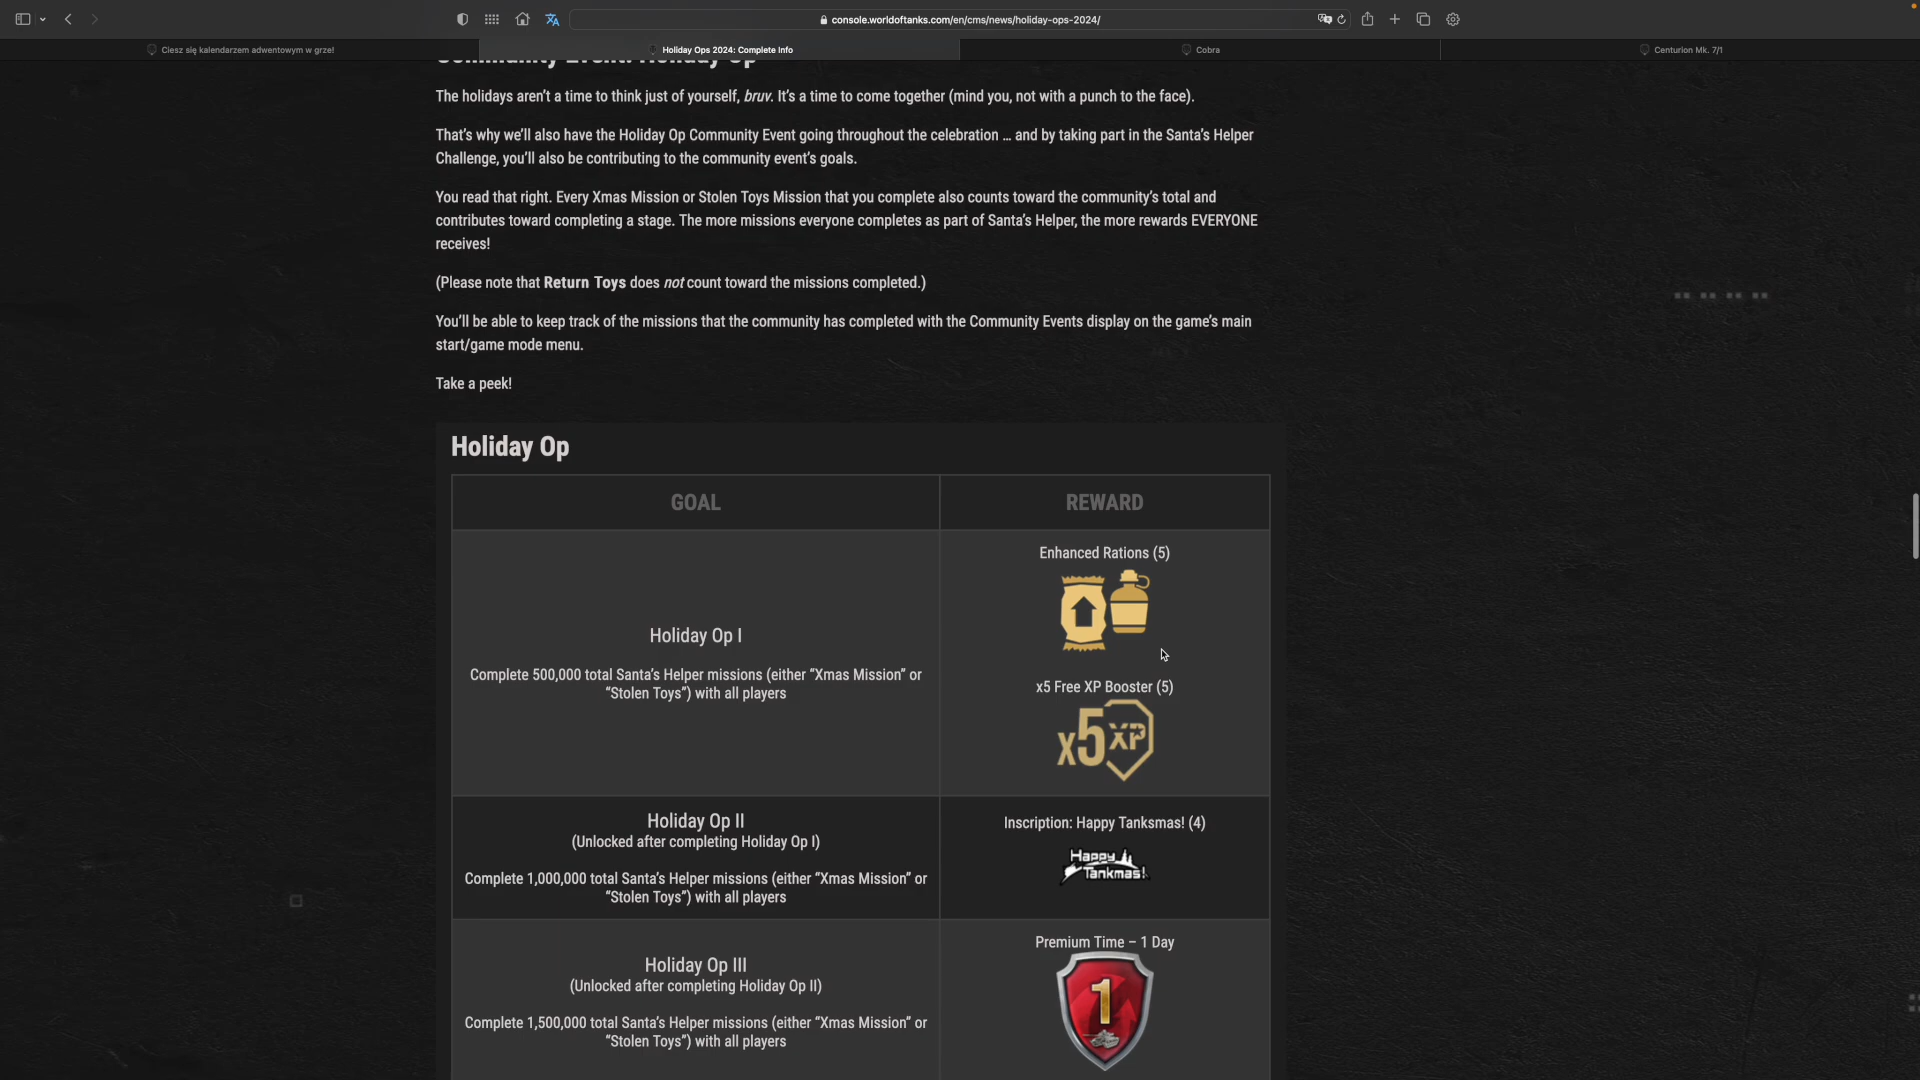 console.worldoftanks.com/en/cms/news/holiday-ops-2024/
Ciesz się kalendarzem adwentowym w grze!
Holiday Ops 2024: Complete Info
Cobra
Centurion Mk. 7/1
Community Event: Holiday Op
The holidays aren't a time to think just of yourself, bruv. It's a time to come together (mind you, not with a punch to the face).
That's why we'll also have the Holiday Op Community Event going throughout the celebration … and by taking part in the Santa's Helper
Challenge, you'll also be contributing to the community event's goals.
You read that right. Every Xmas Mission or Stolen Toys Mission that you complete also counts toward the community's total and
contributes toward completing a stage. The more missions everyone completes as part of Santa's Helper, the more rewards EVERYONE
receives!
(Please note that Return Toys does not count toward the missions completed.)
You'll be able to keep track of the missions that the community has completed with the Community Events display on the game's main
start/game mode menu.
Take a peek!
Holiday Op
GOAL
REWARD
Holiday Op I
Complete 500,000 total Santa's Helper missions (either “Xmas Mission” or
“Stolen Toys”) with all players
Enhanced Rations (5)
x5 Free XP Booster (5)
x5 XP
Holiday Op II
(Unlocked after completing Holiday Op I)
Complete 1,000,000 total Santa's Helper missions (either “Xmas Mission” or
“Stolen Toys”) with all players
Inscription: Happy Tanksmas! (4)
Happy
Tankmas!
Holiday Op III
(Unlocked after completing Holiday Op II)
Complete 1,500,000 total Santa's Helper missions (either “Xmas Mission” or
“Stolen Toys”) with all players
Premium Time – 1 Day
1